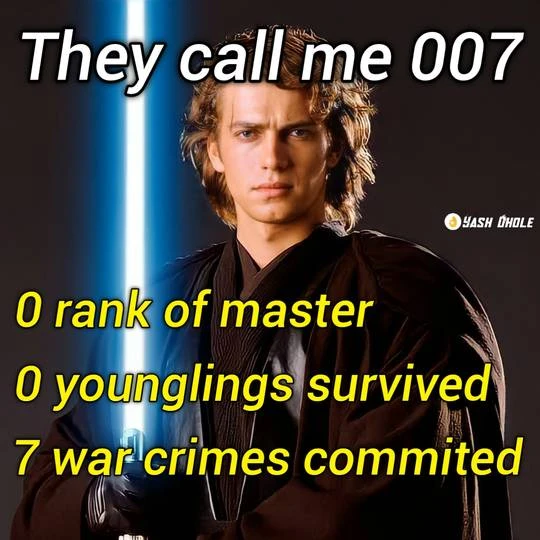 They call me 007
YASH DHOLE
0 rank of master
0 younglings survived
7 war crimes commited